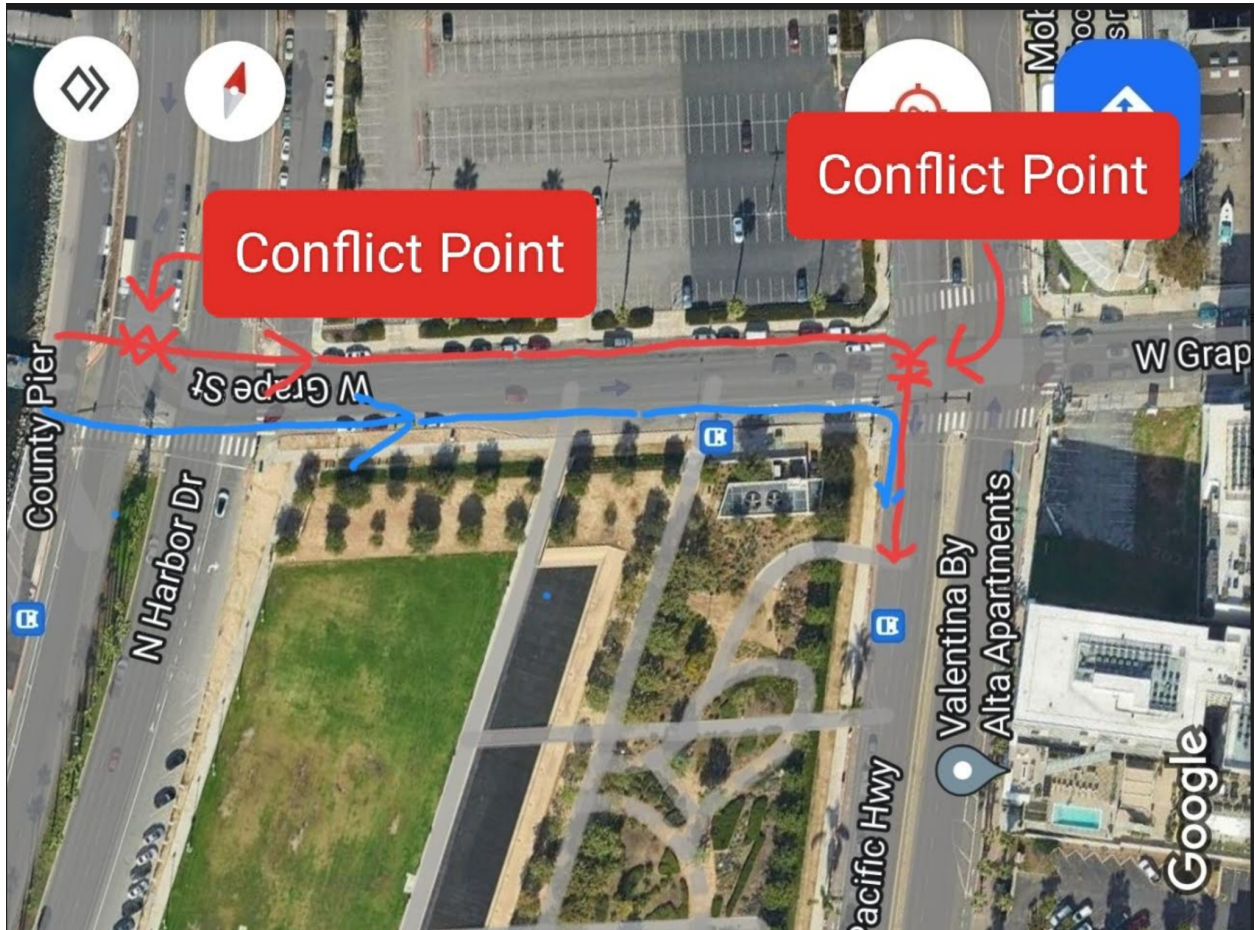 Conflict Point
Conflict Point
County Pier
W Grape St
W Grap
N Harbor Dr
Valentina By
Alta Apartments
Pacific Hwy
Google